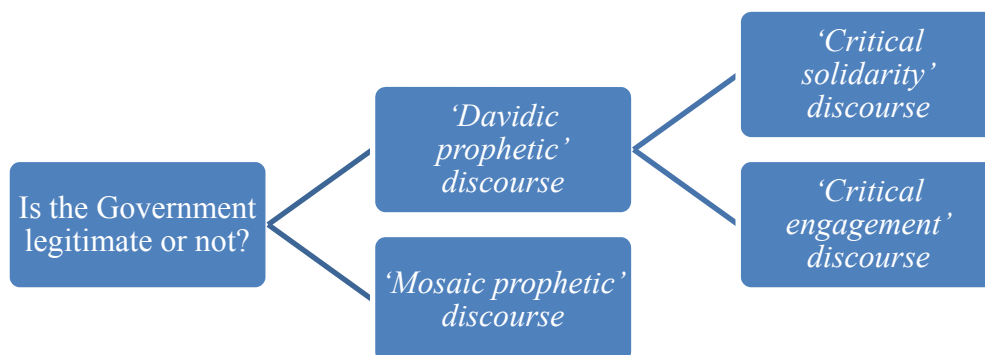 Is the Government
legitimate or not?
‘Davidic
prophetic’
discourse
‘Mosaic prophetic’
discourse
‘Critical
solidarity’
discourse
‘Critical
engagement’
discourse